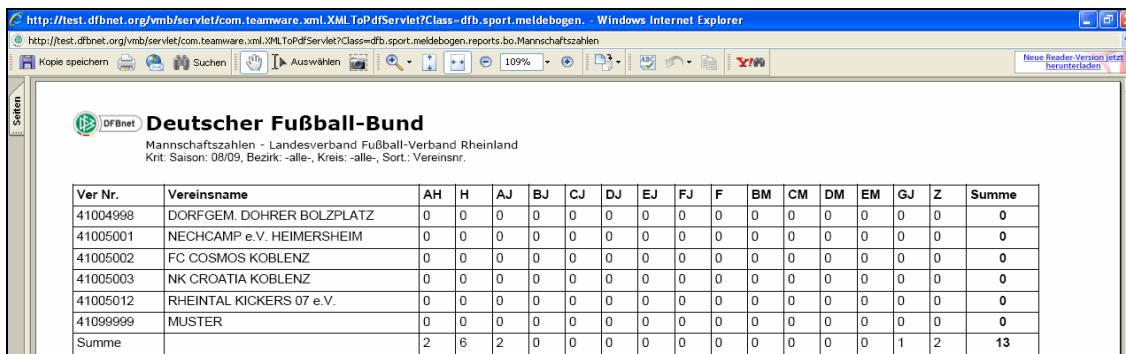 http://test.dfbnet.org/vmb/servlet/com.teamware.xml.XMLToPdfServlet?Class=dfb.sport.meldebogen. - Windows Internet Explorer
http://test.dfbnet.org/vmb/servlet/com.teamware.xml.XMLToPdfServlet?Class=dfb.sport.meldebogen.reports.bo.Mannschaftszahlen
Kopie speichern Suchen Auswählen 109% Y! Neue Reader-Version jetzt
herunterladen
Seiten
DFBnet Deutscher Fußball-Bund
Mannschaftszahlen - Landesverband Fußball-Verband Rheinland
Krit: Saison: 08/09, Bezirk: -alle-, Kreis: -alle-, Sort.: Vereinsnr.
Ver Nr. Vereinsname AH H AJ BJ CJ DJ EJ FJ F BM CM DM EM GJ Z Summe
41004998 DORFGEM. DOHRER BOLZPLATZ 0 0 0 0 0 0 0 0 0 0 0 0 0 0 0 0
41005001 NECHCAMP e.V. HEIMERSHEIM 0 0 0 0 0 0 0 0 0 0 0 0 0 0 0 0
41005002 FC COSMOS KOBLENZ 0 0 0 0 0 0 0 0 0 0 0 0 0 0 0 0
41005003 NK CROATIA KOBLENZ 0 0 0 0 0 0 0 0 0 0 0 0 0 0 0 0
41005012 RHEINTAL KICKERS 07 e.V. 0 0 0 0 0 0 0 0 0 0 0 0 0 0 0 0
41099999 MUSTER 0 0 0 0 0 0 0 0 0 0 0 0 0 0 0 0
Summe 2 6 2 0 0 0 0 0 0 0 0 0 0 1 2 13